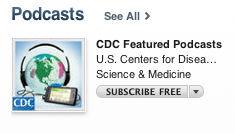 Podcasts See All >
CDC Featured Podcasts
U.S. Centers for Disea...
Science & Medicine
CDC
SUBSCRIBE FREE